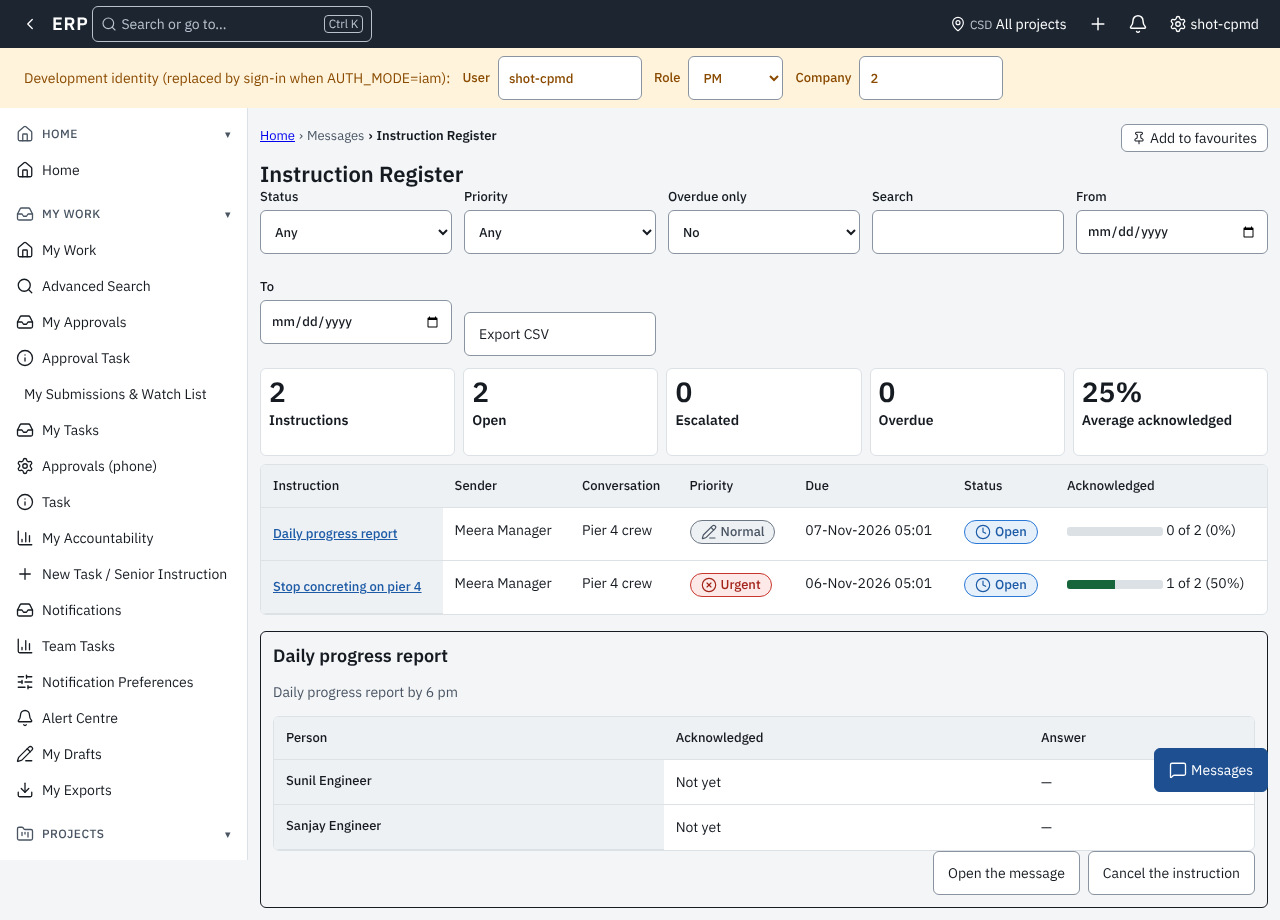 ERP
Search or go to...
Ctrl K
CSD All projects
shot-cpmd
Development identity (replaced by sign-in when AUTH_MODE=iam): User shot-cpmd Role PM Company 2
HOME
Home
MY WORK
My Work
Advanced Search
My Approvals
Approval Task
My Submissions & Watch List
My Tasks
Approvals (phone)
Task
My Accountability
New Task / Senior Instruction
Notifications
Team Tasks
Notification Preferences
Alert Centre
My Drafts
My Exports
PROJECTS
Home › Messages › Instruction Register
Add to favourites
Instruction Register
Status Priority Overdue only Search From
Any Any No mm/dd/yyyy
To
mm/dd/yyyy
Export CSV
2 2 0 0 25%
Instructions Open Escalated Overdue Average acknowledged
Instruction Sender Conversation Priority Due Status Acknowledged
Daily progress report Meera Manager Pier 4 crew Normal 07-Nov-2026 05:01 Open 0 of 2 (0%)
Stop concreting on pier 4 Meera Manager Pier 4 crew Urgent 06-Nov-2026 05:01 Open 1 of 2 (50%)
Daily progress report
Daily progress report by 6 pm
Person Acknowledged Answer
Sunil Engineer Not yet —
Sanjay Engineer Not yet —
Messages
Open the message
Cancel the instruction